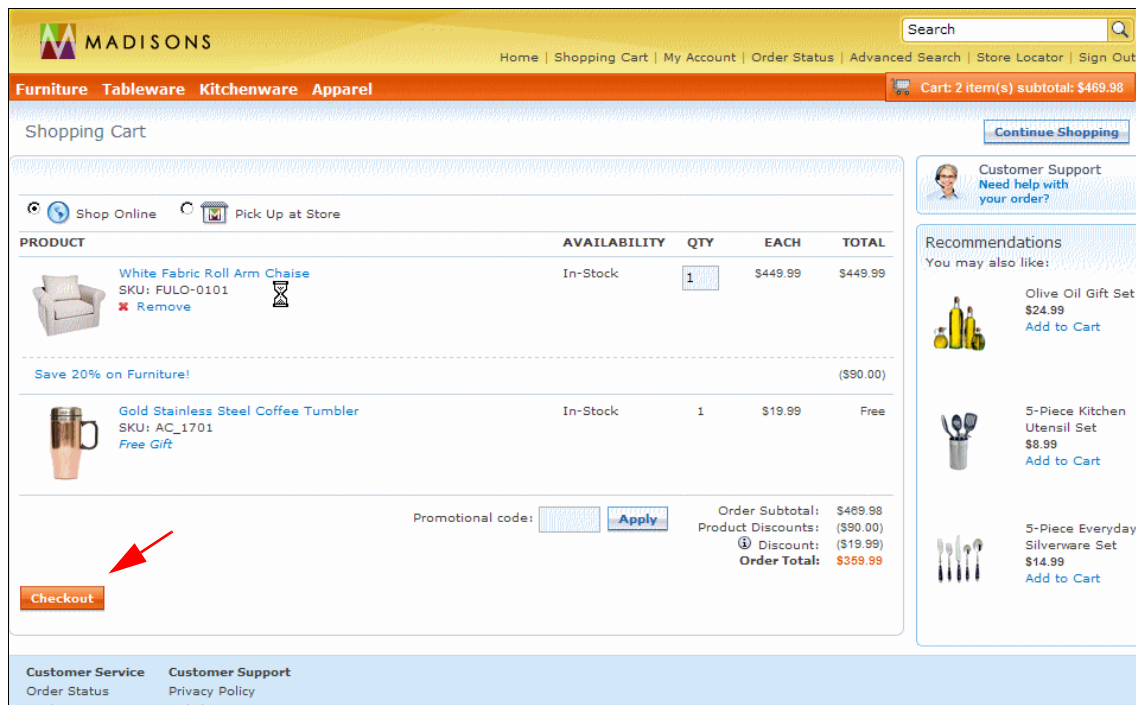 MADISONS
Search
Home | Shopping Cart | My Account | Order Status | Advanced Search | Store Locator | Sign Out
Furniture Tableware Kitchenware Apparel
Cart: 2 item(s) subtotal: $469.98
Shopping Cart
Continue Shopping
Customer Support
Need help with
your order?
Shop Online Pick Up at Store
PRODUCT AVAILABILITY QTY EACH TOTAL
White Fabric Roll Arm Chaise In-Stock 1 $449.99 $449.99
SKU: FULO-0101
Remove
Save 20% on Furniture! ($90.00)
Gold Stainless Steel Coffee Tumbler In-Stock 1 $19.99 Free
SKU: AC_1701
Free Gift
Promotional code: Apply
Order Subtotal: $469.98
Product Discounts: ($90.00)
Discount: ($19.99)
Order Total: $359.99
Checkout
Recommendations
You may also like:
Olive Oil Gift Set
$24.99
Add to Cart
5-Piece Kitchen
Utensil Set
$8.99
Add to Cart
5-Piece Everyday
Silverware Set
$14.99
Add to Cart
Customer Service Customer Support
Order Status Privacy Policy